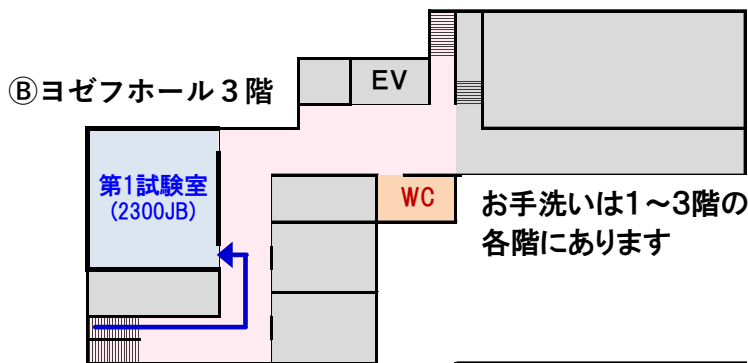 EV
Ⓑヨゼフホール3階
第1試験室
(2300JB)
WC
お手洗いは1～3階の
各階にあります